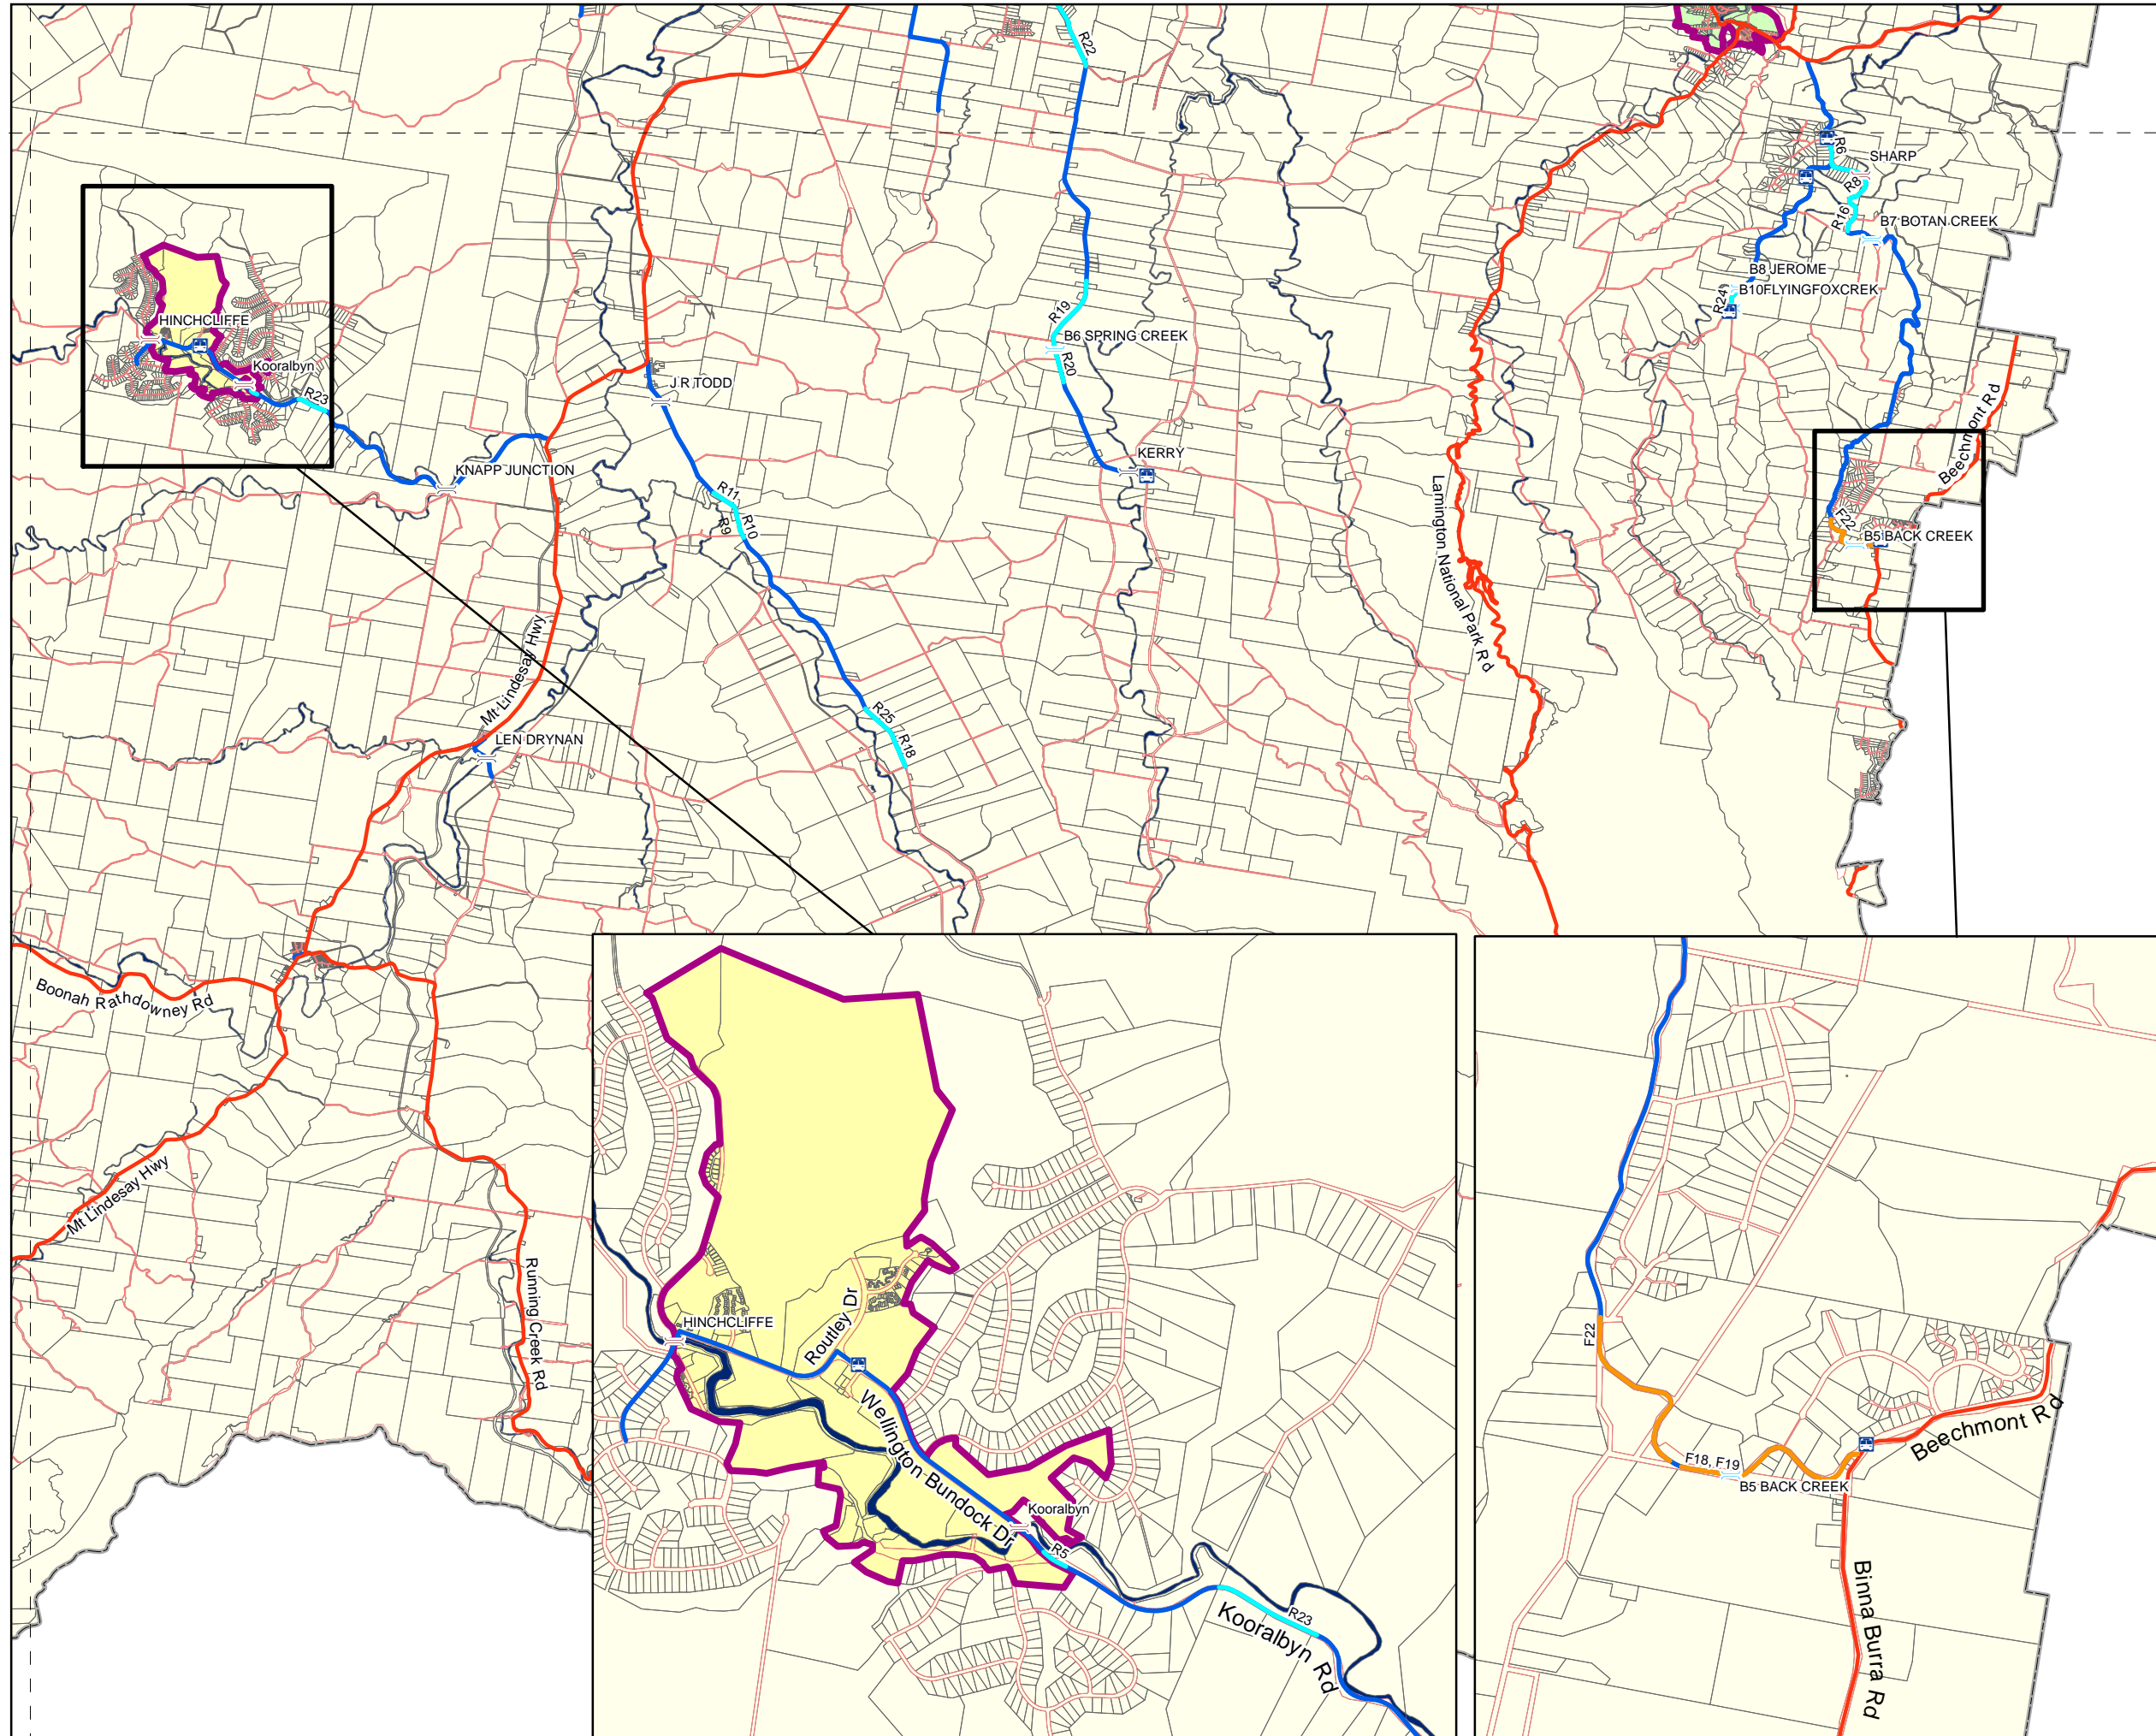 R22
R6
SHARP
R8
R16
B7 BOTAN CREEK
B8 JEROME
B10FLYINGFOXCREK
R24
HINCHCLIFFE
Kooralbyn
R23
R19
B6 SPRING CREEK
R20
J R TODD
KNAPP JUNCTION
KERRY
R11
R10
R9
Beechmont Rd
F22
B5 BACK CREEK
Lamington National Park Rd
Mt Lindesay Hwy
R25
R18
LEN DRYNAN
Boonah Rathdowney Rd
Mt Lindesay Hwy
Running Creek Rd
HINCHCLIFFE
Routley Dr
Wellington Bundock Dr
Kooralbyn
R5
R23
Kooralbyn Rd
F22
F18, F19
B5 BACK CREEK
Beechmont Rd
Binna Burra Rd